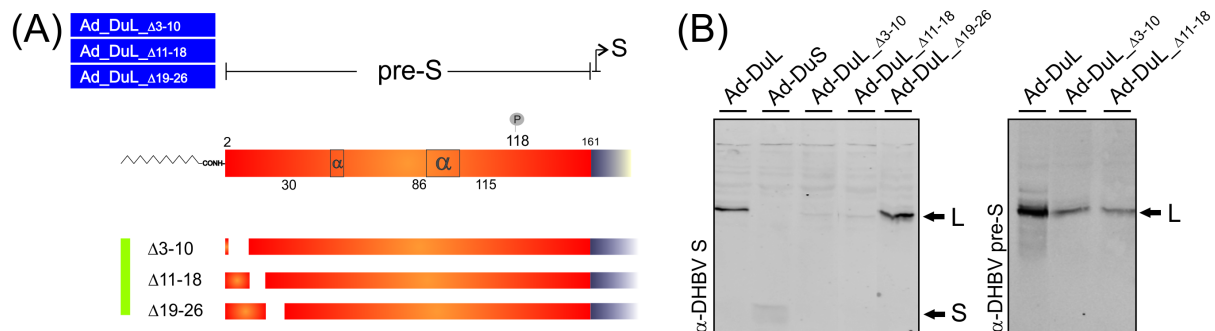 (A)
Ad_DuL_Δ3-10
Ad_DuL_Δ11-18
Ad_DuL_Δ19-26
pre-S
S
P
2
118
161
CONH
α
α
30
86
115
Δ3-10
Δ11-18
Δ19-26
(B)
Ad-DuL
Ad-DuS
Ad-DuL_Δ3-10
Ad-DuL_Δ11-18
Ad-DuL_Δ19-26
α-DHBV S
L
S
Ad-DuL
Ad-DuL_Δ3-10
Ad-DuL_Δ11-18
α-DHBV pre-S
L